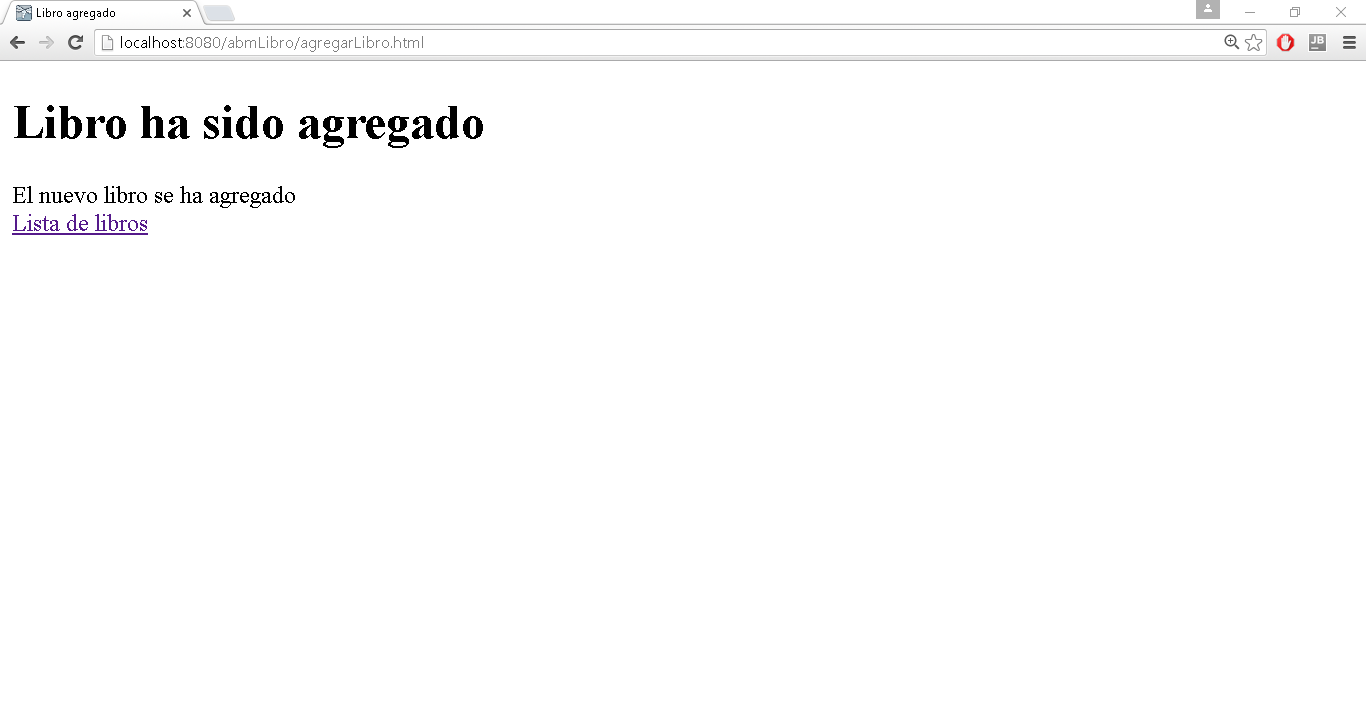 Libro agregado
localhost:8080/abmLibro/agregarLibro.html
JB
Libro ha sido agregado
El nuevo libro se ha agregado
Lista de libros